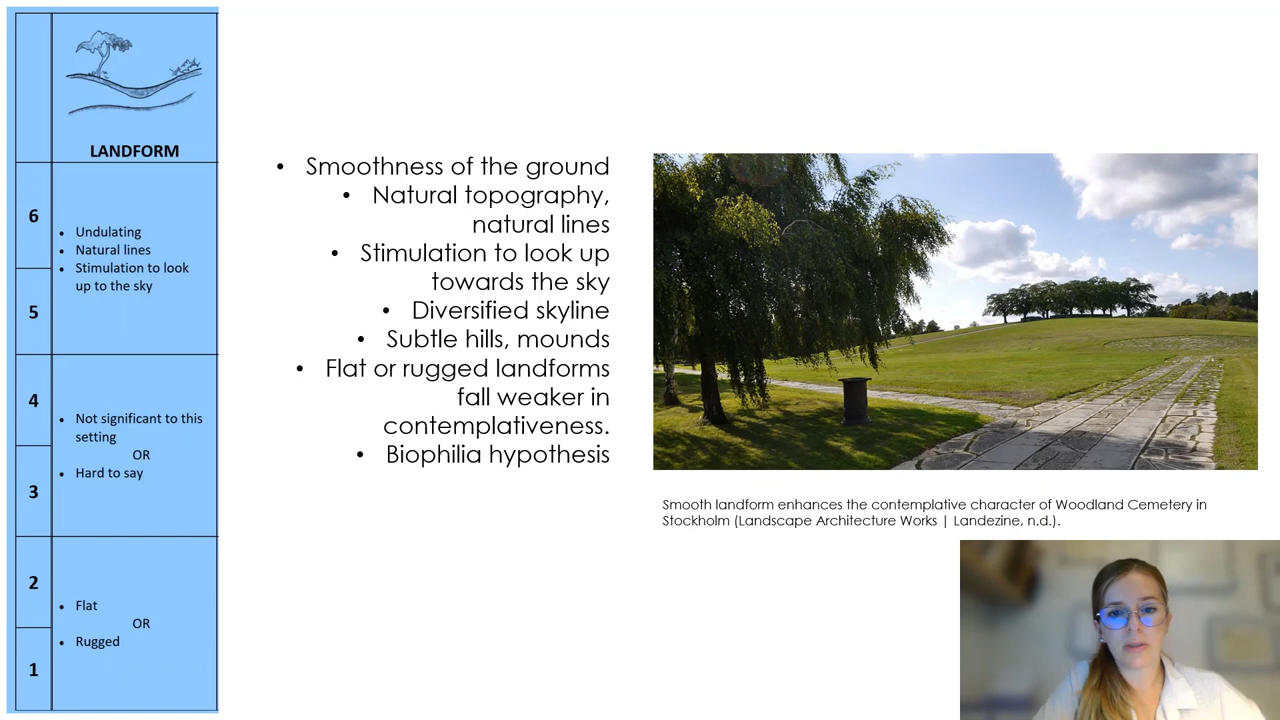 LANDFORM
6
• Undulating
• Natural lines
• Stimulation to look
up to the sky
5
4
• Not significant to this
setting
OR
• Hard to say
3
2
• Flat
OR
• Rugged
1
• Smoothness of the ground
• Natural topography,
natural lines
• Stimulation to look up
towards the sky
• Diversified skyline
• Subtle hills, mounds
• Flat or rugged landforms
fall weaker in
contemplativeness.
• Biophilia hypothesis
Smooth landform enhances the contemplative character of Woodland Cemetery in
Stockholm (Landscape Architecture Works | Landezine, n.d.).